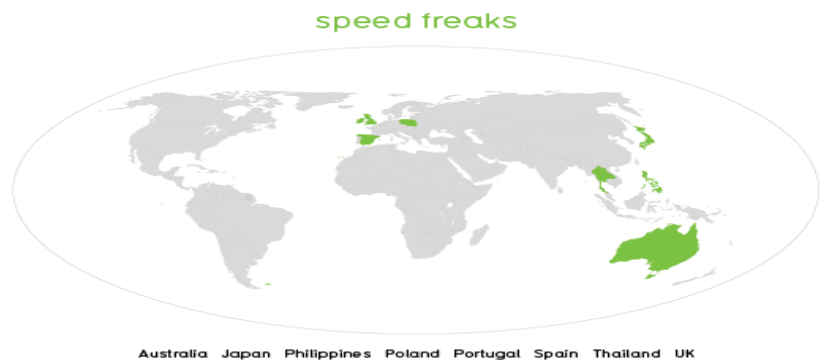 speed freaks
Australia Japan Philippines Poland Portugal Spain Thailand UK